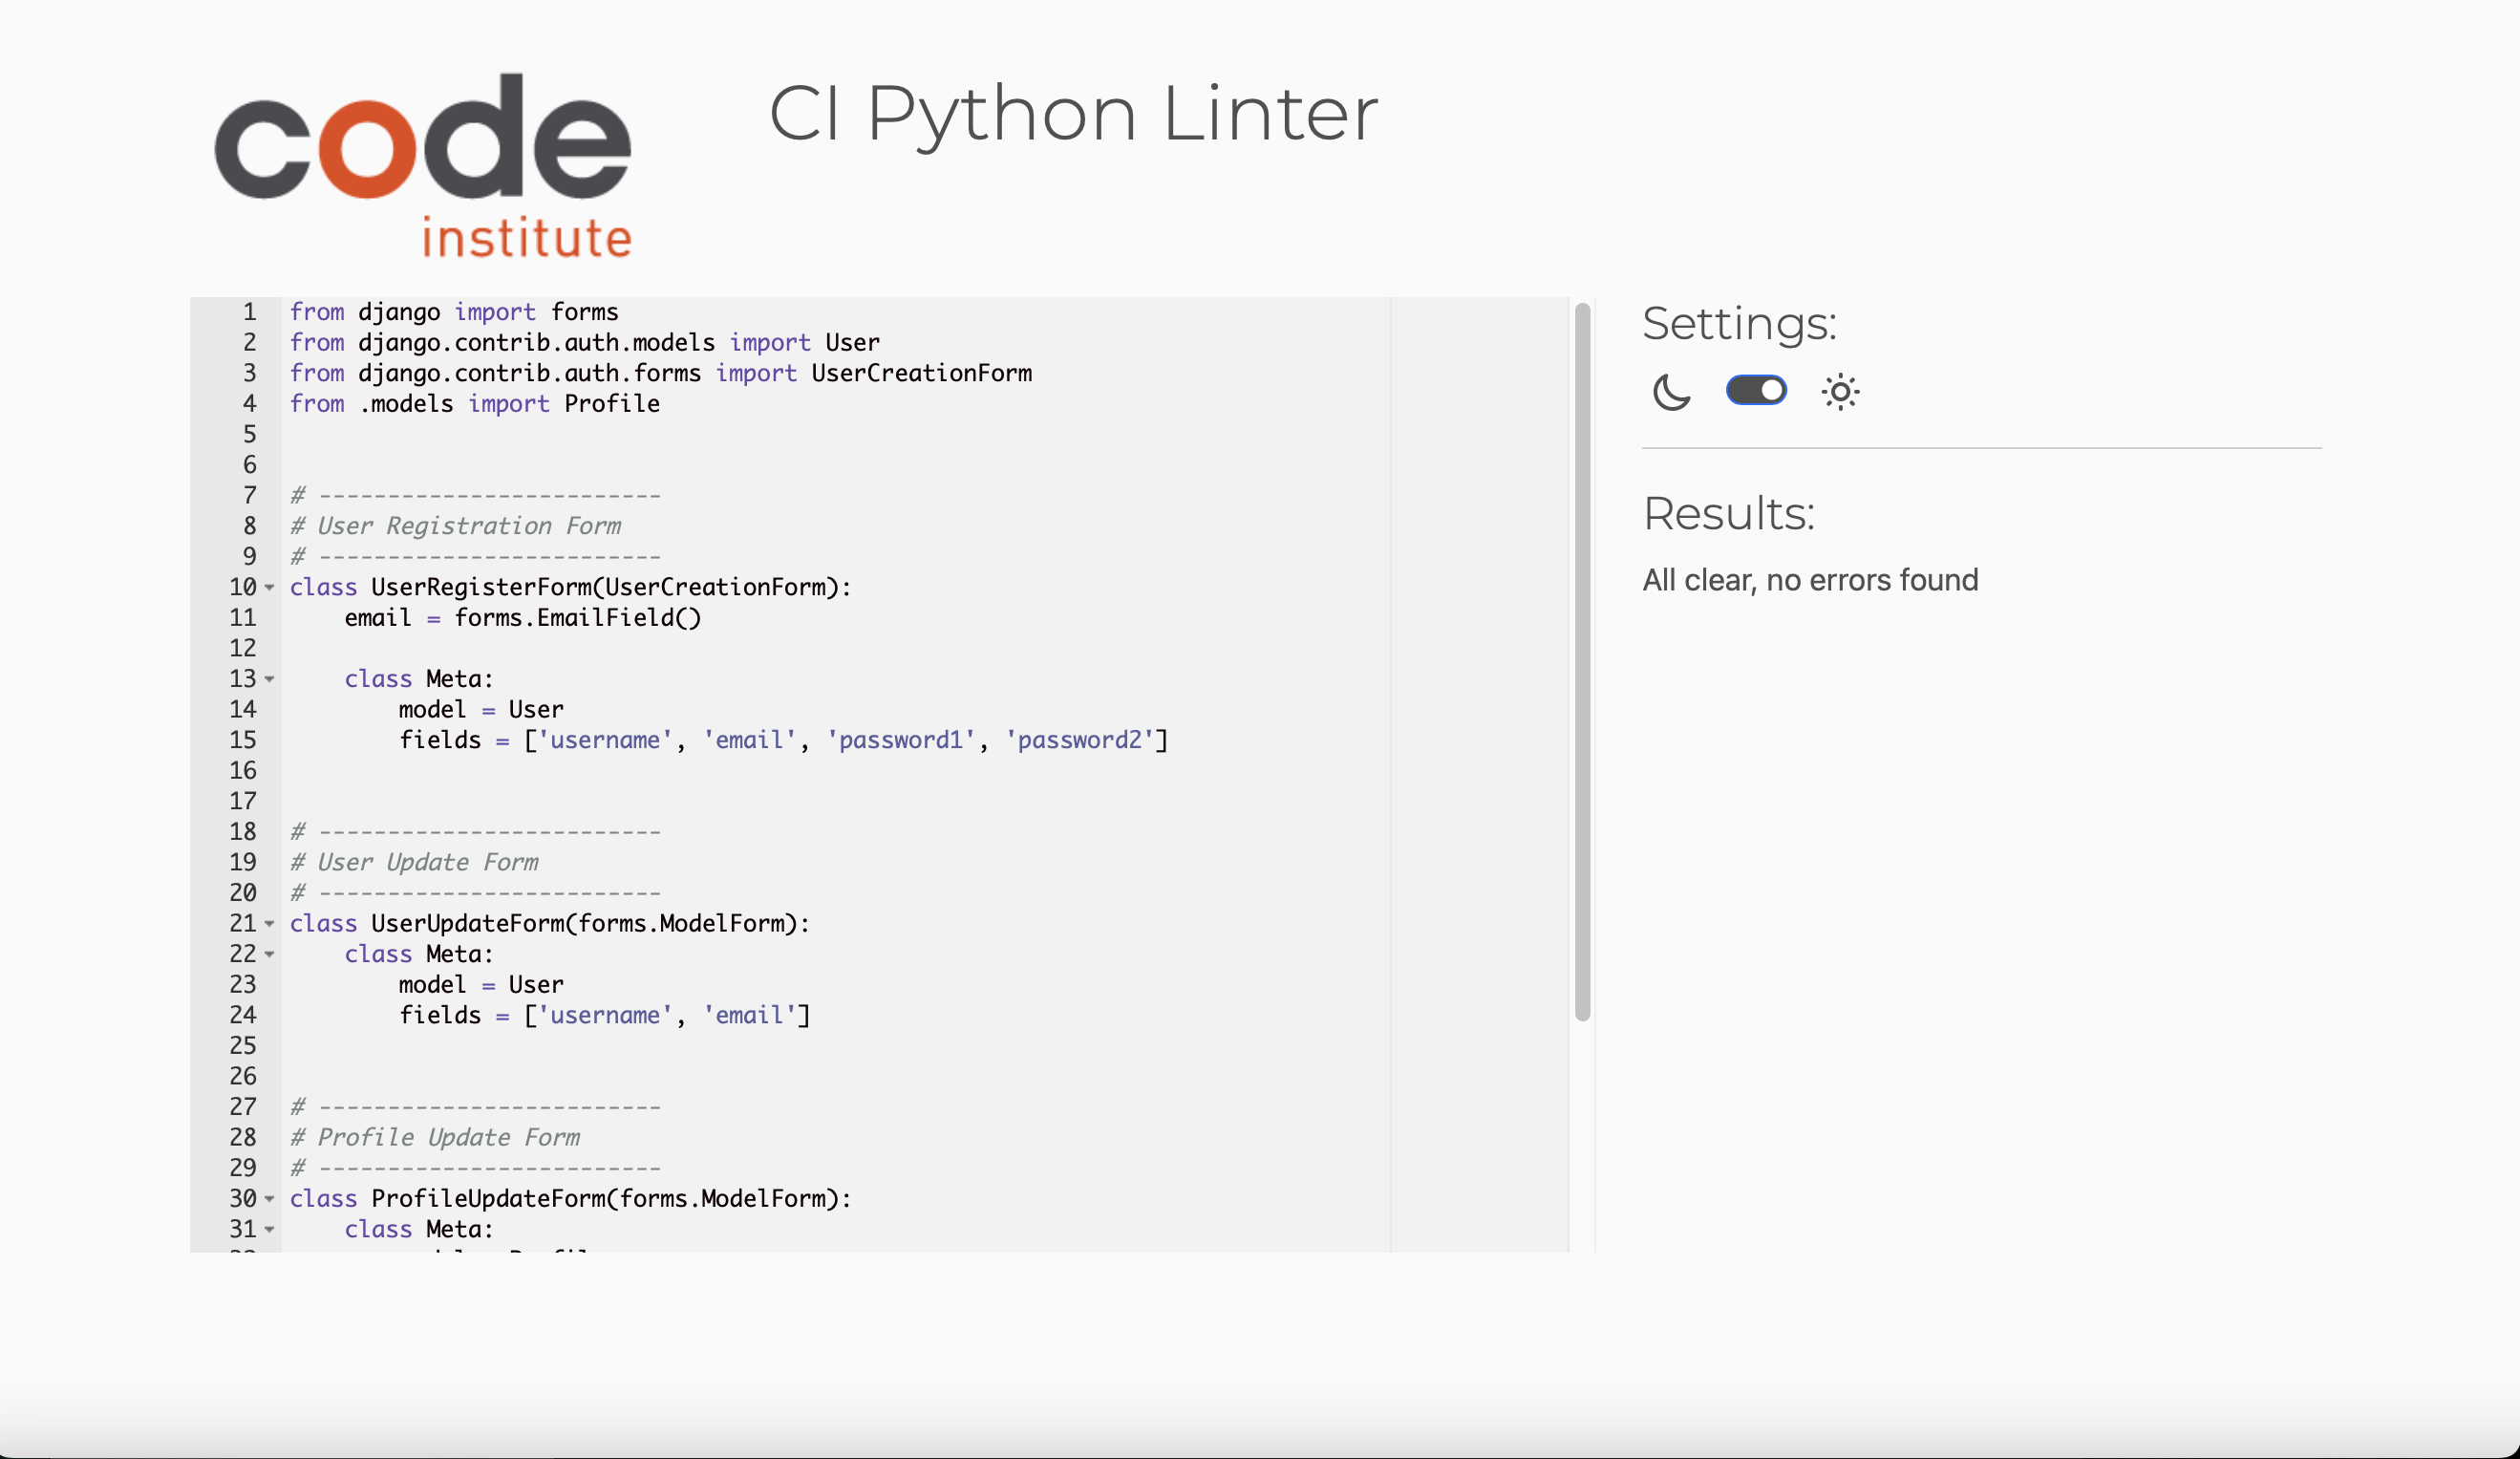 code
institute
CI Python Linter
1 from django import forms
2 from django.contrib.auth.models import User
3 from django.contrib.auth.forms import UserCreationForm
4 from .models import Profile
5
6
7 # -------------------------
8 # User Registration Form
9 # -------------------------
10 class UserRegisterForm(UserCreationForm):
11     email = forms.EmailField()
12
13     class Meta:
14         model = User
15         fields = ['username', 'email', 'password1', 'password2']
16
17
18 # -------------------------
19 # User Update Form
20 # -------------------------
21 class UserUpdateForm(forms.ModelForm):
22     class Meta:
23         model = User
24         fields = ['username', 'email']
25
26
27 # -------------------------
28 # Profile Update Form
29 # -------------------------
30 class ProfileUpdateForm(forms.ModelForm):
31     class Meta:
Settings:
Results:
All clear, no errors found